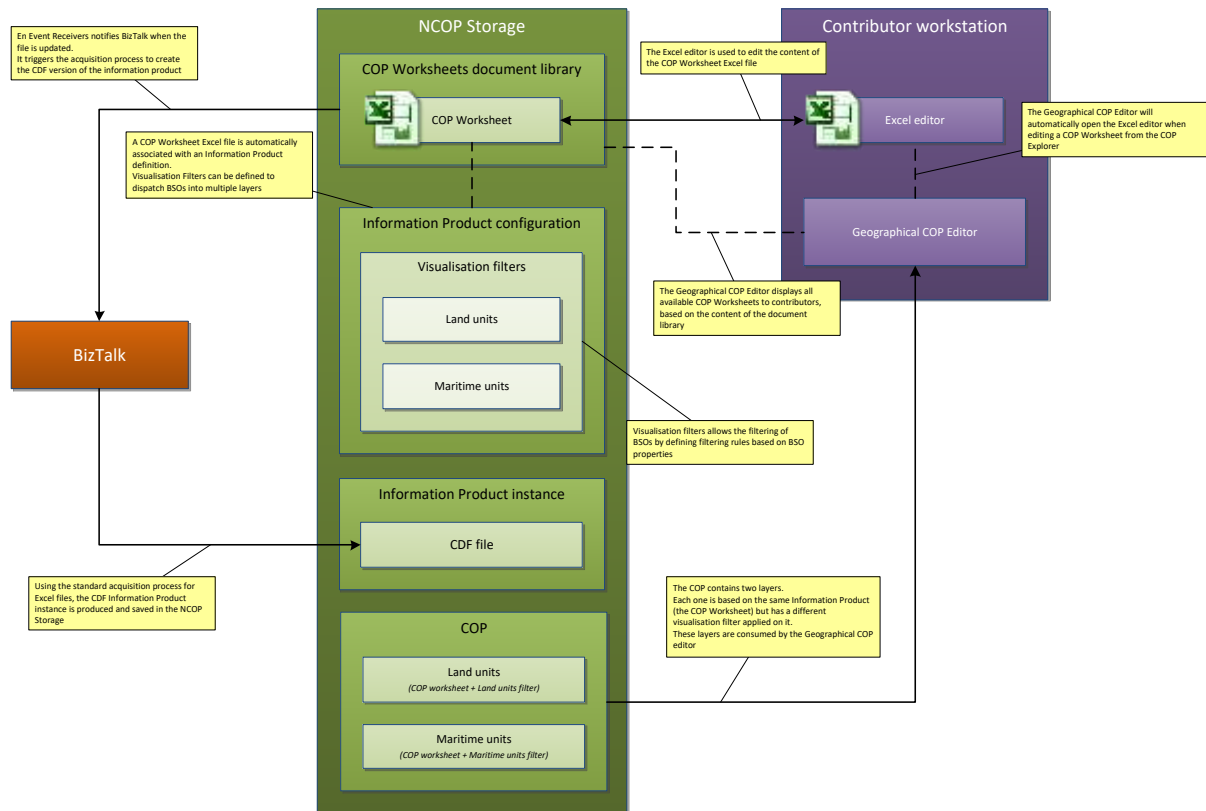 En Event Receivers notifies BizTalk when the
file is updated.
It triggers the acquisition process to create
the CDF version of the information product
NCOP Storage
Contributor workstation
COP Worksheets document library
COP Worksheet
The Excel editor is used to edit the content of
the COP Worksheet Excel file
Excel editor
The Geographical COP Editor will
automatically open the Excel editor when
editing a COP Worksheet from the COP
Explorer
A COP Worksheet Excel file is automatically
associated with an Information Product
definition.
Visualisation Filters can be defined to
dispatch BSOs into multiple layers
Information Product configuration
Geographical COP Editor
Visualisation filters
Land units
Maritime units
The Geographical COP Editor displays all
available COP Worksheets to contributors,
based on the content of the document
library
BizTalk
Visualisation filters allows the filtering of
BSOs by defining filtering rules based on BSO
properties
Information Product instance
CDF file
Using the standard acquisition process for
Excel files, the CDF Information Product
instance is produced and saved in the NCOP
Storage
The COP contains two layers.
Each one is based on the same Information Product
(the COP Worksheet) but has a different
visualisation filter applied on it.
These layers are consumed by the Geographical COP
editor
COP
Land units
(COP worksheet + Land units filter)
Maritime units
(COP worksheet + Maritime units filter)